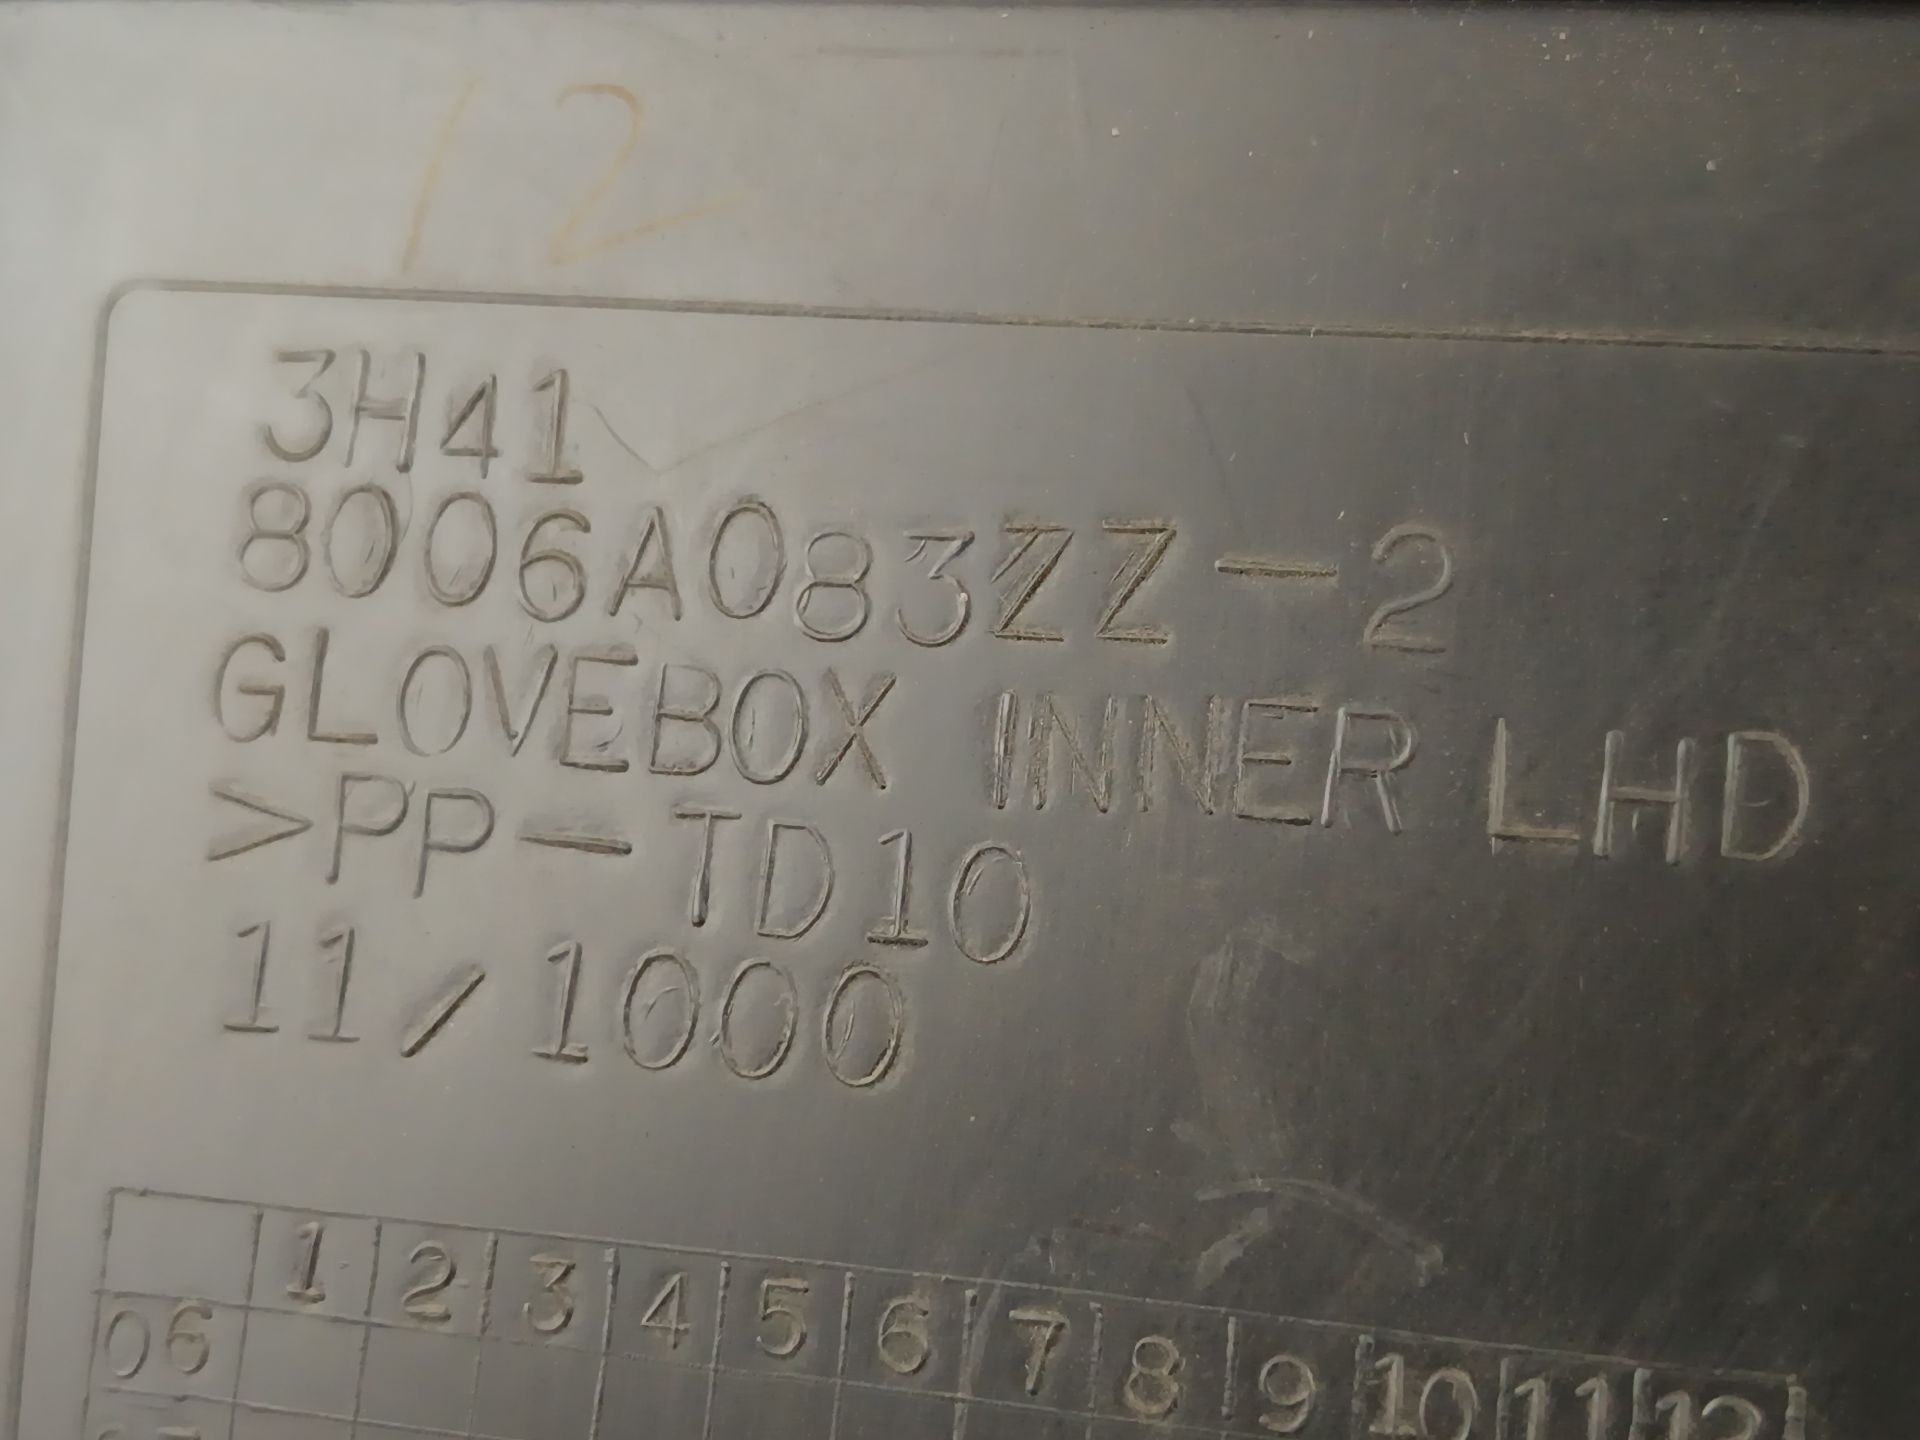 12
3H41
8006A083ZZ-2
GLOVEBOX INNER LHD
>PP-TD10
11/1000
1 2 3 4 5 6 7 8 9 10 11 12
06